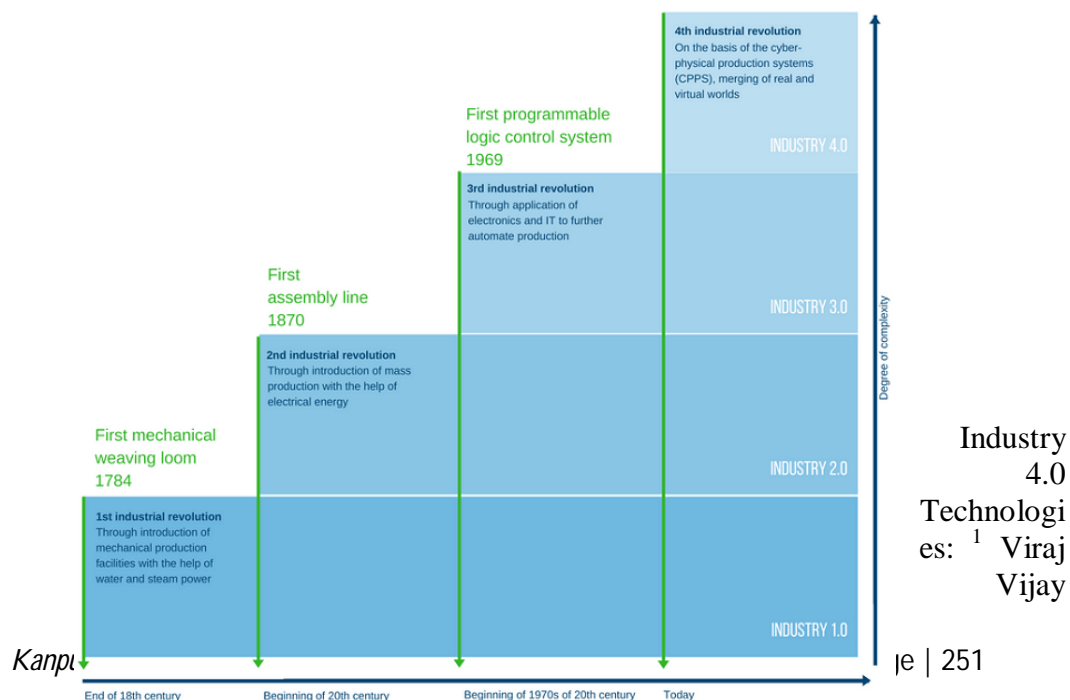 4th industrial revolution
On the basis of the cyber-
physical production systems
(CPPS), merging of real and
virtual worlds
INDUSTRY 4.0
First programmable
logic control system
1969
3rd industrial revolution
Through application of
electronics and IT to further
automate production
INDUSTRY 3.0
First
assembly line
1870
2nd industrial revolution
Through introduction of mass
production with the help of
electrical energy
INDUSTRY 2.0
First mechanical
weaving loom
1784
1st industrial revolution
Through introduction of
mechanical production
facilities with the help of
water and steam power
INDUSTRY 1.0
Degree of complexity
End of 18th century
Beginning of 20th century
Beginning of 1970s of 20th century
Today
Industry
4.0
Technologi
es: 1 Viraj
Vijay
| 251